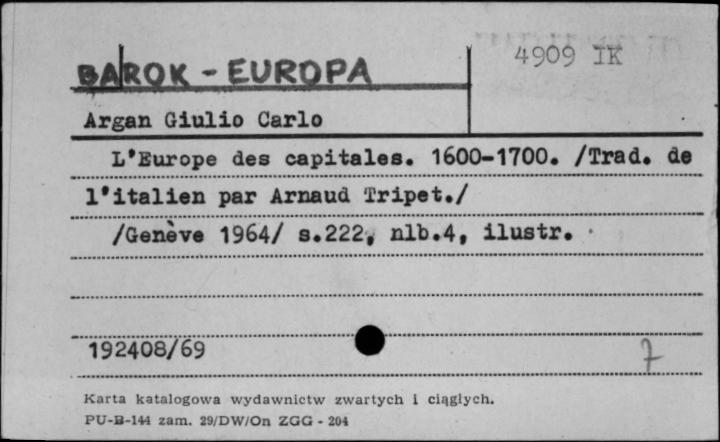 4909 IK
BAROK - EUROPA
Argan Giulio Carlo
L'Europe des capitales. 1600-1700. /Trad. de
l'italien par Arnaud Tripet./
/Genève 1964/ s.222, nlb.4, ilustr.
192408/69
7
Karta katalogowa wydawnictw zwartych i ciągłych.
PU-B-144 zam. 29/DW/On ZGG - 204